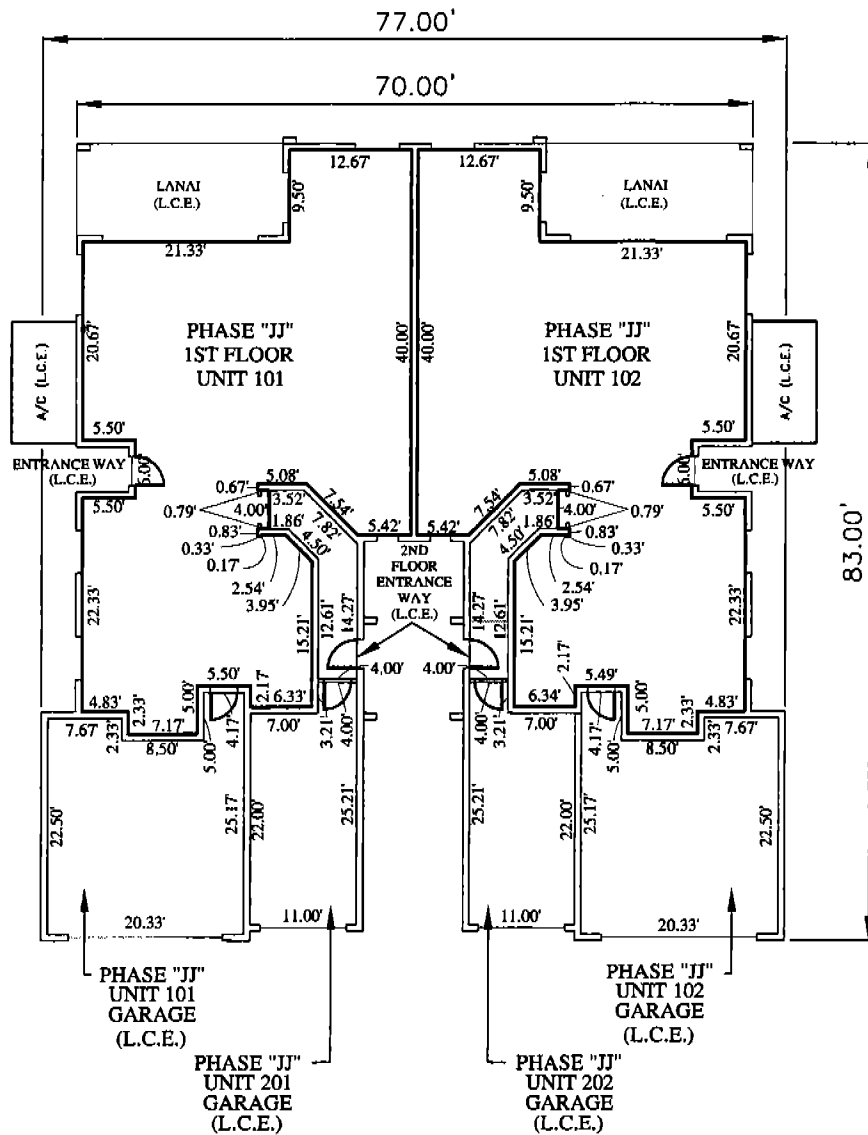 77.00'
70.00'
12.67' 12.67'
LANAI
(L.C.E.)
9.50' 9.50'
LANAI
(L.C.E.)
21.33' 21.33'
83.00'
20.67' 40.00' 40.00' 20.67'
PHASE "JJ"
1ST FLOOR
UNIT 101
PHASE "JJ"
1ST FLOOR
UNIT 102
A/C (L.C.E.)
A/C (L.C.E.)
5.50' 5.50'
ENTRANCE WAY
(L.C.E.)
5.00' 5.00'
ENTRANCE WAY
(L.C.E.)
5.50' 5.50'
5.08' 5.08'
0.67' 3.52' 7.54' 7.54' 3.52' 0.67'
0.79' 4.00' 7.82' 7.82' 4.00' 0.79'
0.83' 1.86' 4.50' 5.42' 5.42' 4.50' 1.86' 0.83'
0.33' 0.33'
0.17' 0.17'
2.54' 2.54'
3.95' 3.95'
2ND
FLOOR
ENTRANCE
WAY
(L.C.E.)
22.33' 15.21' 12.61' 14.27' 14.27' 12.61' 15.21' 22.33'
4.00' 4.00'
5.50' 5.49'
4.83' 2.33' 5.00' 2.17' 6.33' 6.34' 2.17' 5.00' 2.33' 4.83'
7.67' 2.33' 7.17' 4.17' 7.00' 3.21' 4.00' 4.00' 3.21' 7.00' 4.17' 7.17' 2.33' 7.67'
8.50' 5.00' 5.00' 8.50'
22.50' 25.17' 22.00' 25.21' 25.21' 22.00' 25.17' 22.50'
20.33' 11.00' 11.00' 20.33'
PHASE "JJ"
UNIT 101
GARAGE
(L.C.E.)
PHASE "JJ"
UNIT 102
GARAGE
(L.C.E.)
PHASE "JJ"
UNIT 201
GARAGE
(L.C.E.)
PHASE "JJ"
UNIT 202
GARAGE
(L.C.E.)